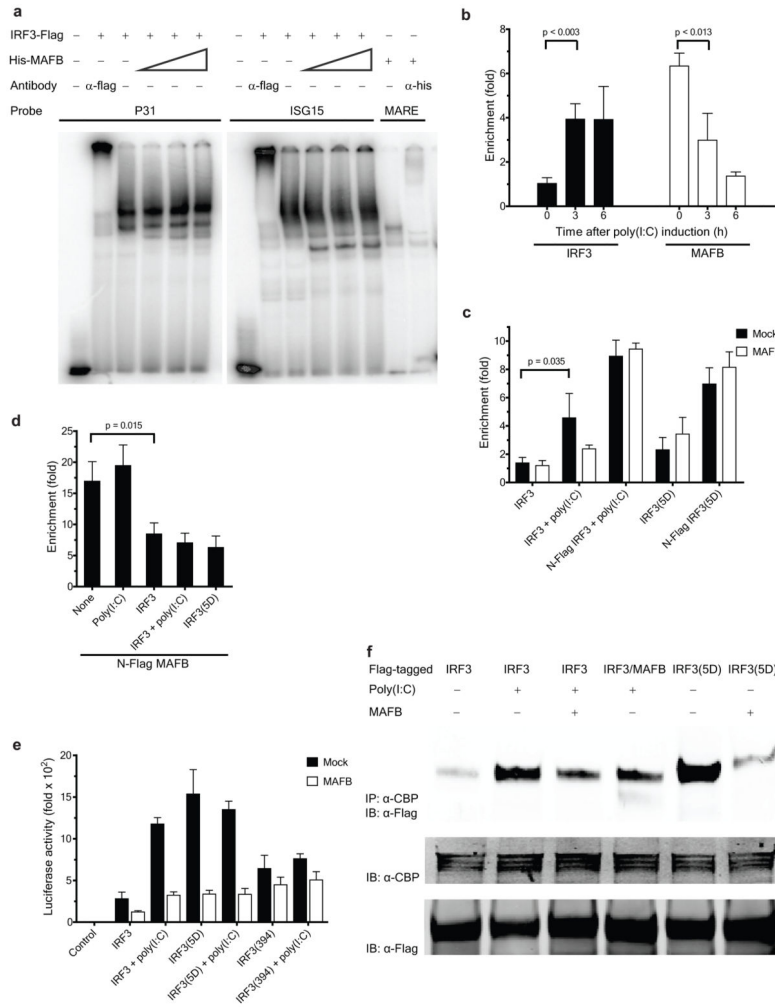 a
IRF3-Flag – + + + + + – + + + + + – –
His-MAFB – – – – – – + +
Antibody – α-flag – – – – – α-flag – – – – – α-his
Probe P31 ISG15 MARE
b
Enrichment (fold)
8
6
4
2
0
p < 0.003
p < 0.013
0 3 6 0 3 6
Time after poly(I:C) induction (h)
IRF3 MAFB
c
Enrichment (fold)
10
8
6
4
2
0
p = 0.035
Mock
MAFB
IRF3
IRF3 + poly(I:C)
N-Flag IRF3 + poly(I:C)
IRF3(5D)
N-Flag IRF3(5D)
d
Enrichment (fold)
25
20
15
10
5
0
p = 0.015
None
Poly(I:C)
IRF3
IRF3 + poly(I:C)
IRF3(5D)
N-Flag MAFB
e
Luciferase activity (fold x 10²)
20
15
10
5
0
Mock
MAFB
Control
IRF3
IRF3 + poly(I:C)
IRF3(5D)
IRF3(5D) + poly(I:C)
IRF3(394)
IRF3(394) + poly(I:C)
f
Flag-tagged IRF3 IRF3 IRF3 IRF3/MAFB IRF3(5D) IRF3(5D)
Poly(I:C) – + + + – –
MAFB – – + – – +
IP: α-CBP
IB: α-Flag
IB: α-CBP
IB: α-Flag